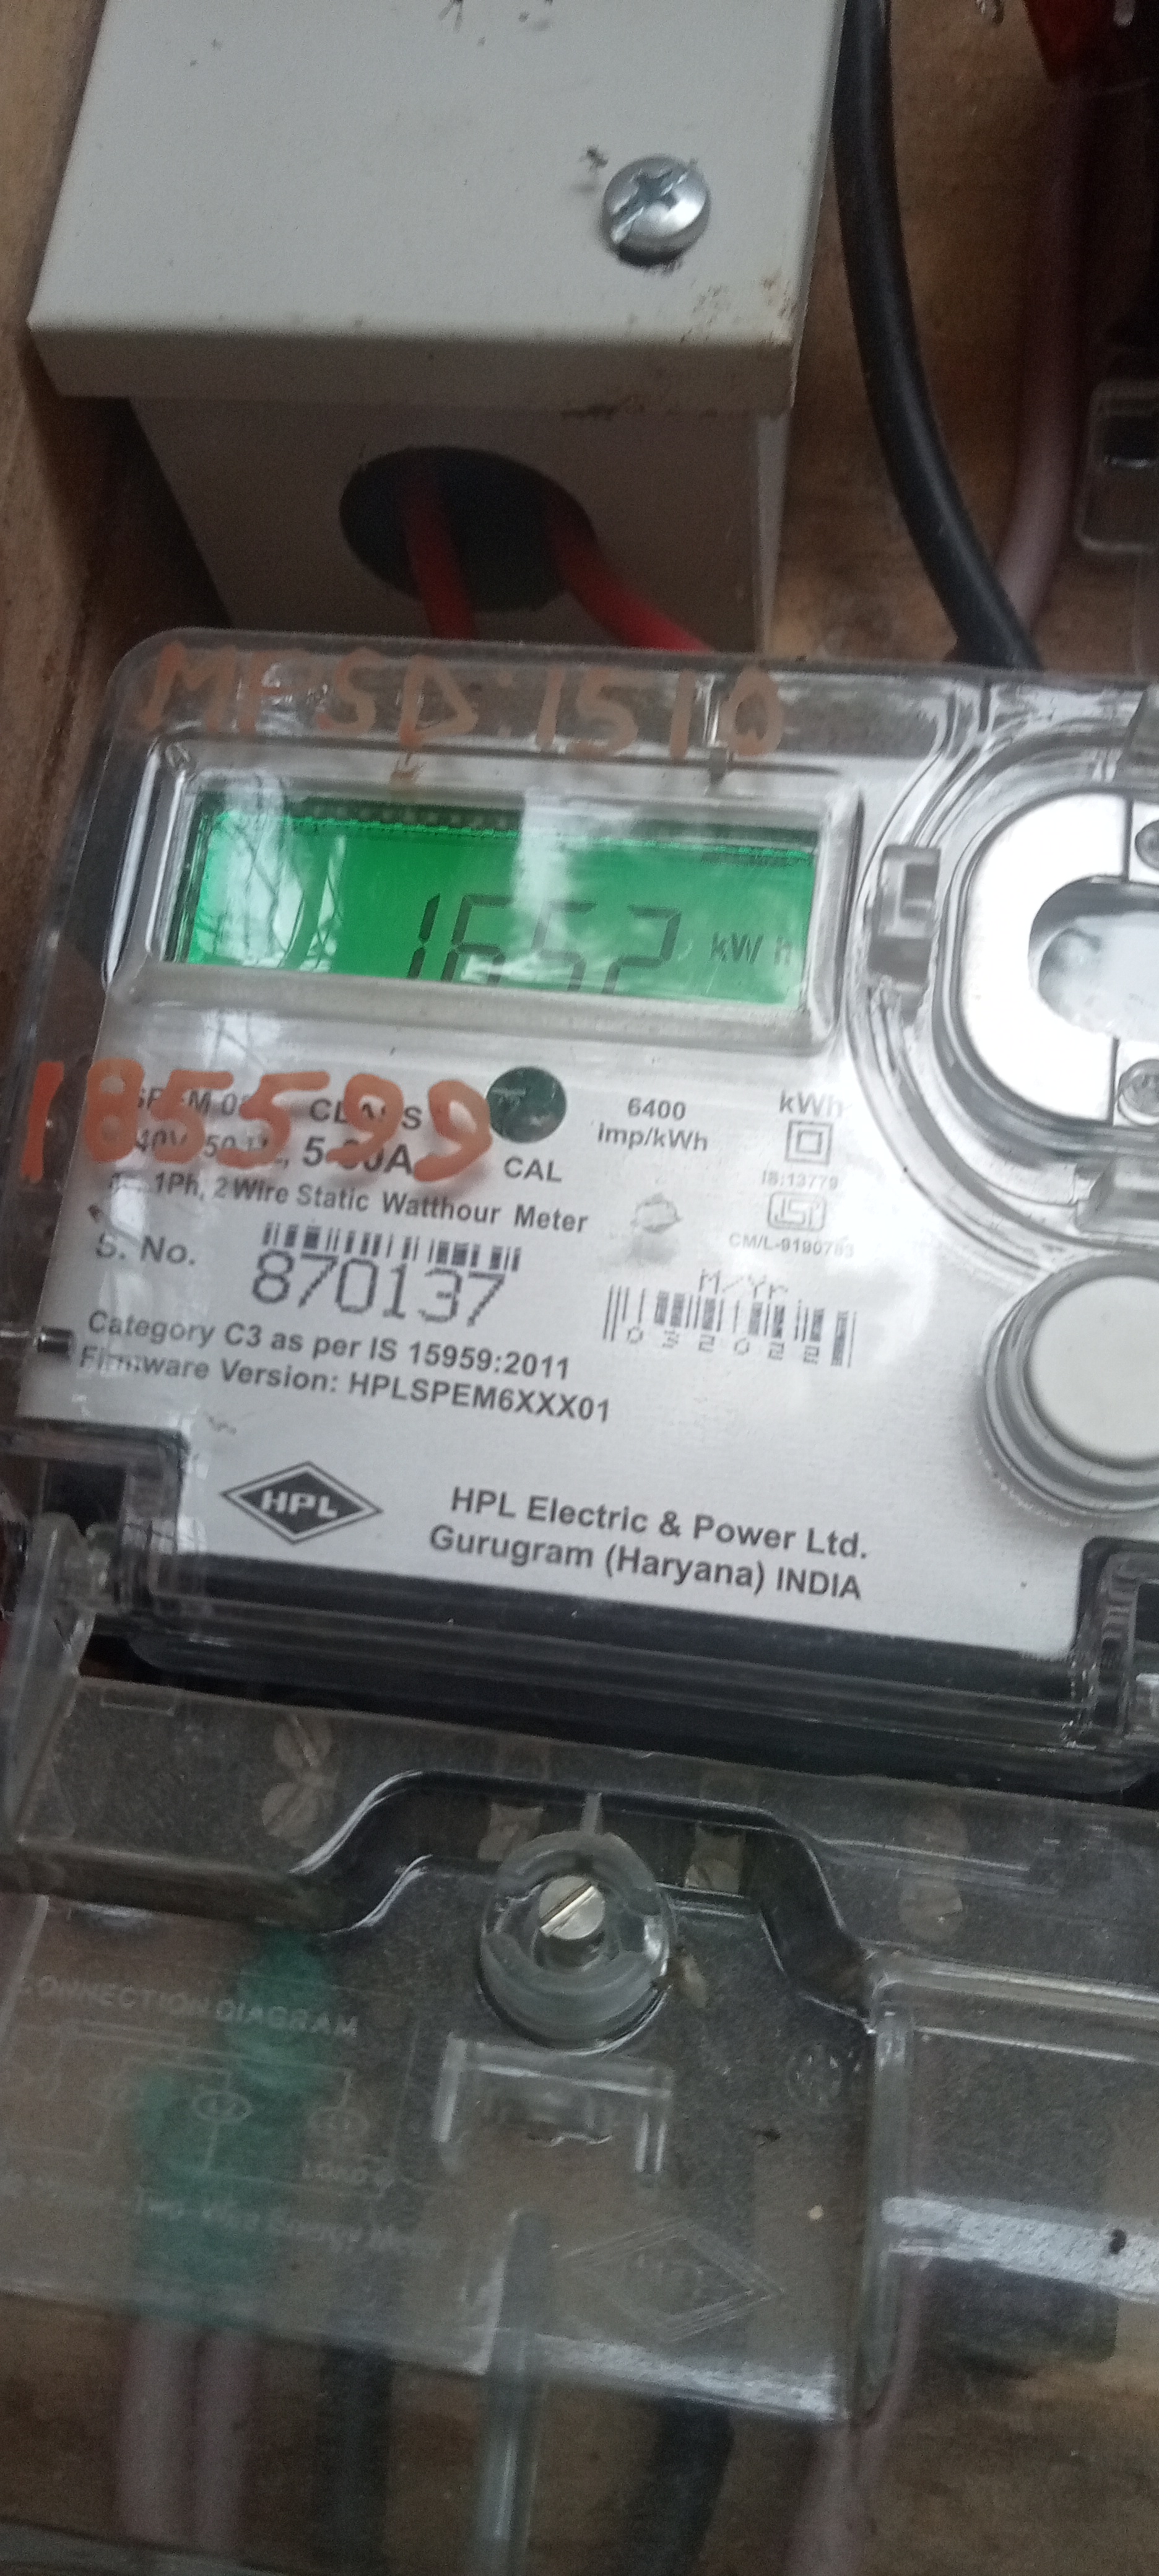 MFSD:1510
1652 kWh
185599
CLASS
6400
imp/kWh
kWh
CAL
IS:13779
1Ph, 2Wire Static Watthour Meter
CM/L-9190783
S. No.
870137
M/Yr
032022
Category C3 as per IS 15959:2011
Firmware Version: HPLSPEM6XXX01
HPL
HPL Electric & Power Ltd.
Gurugram (Haryana) INDIA
CONNECTION DIAGRAM
LOAD